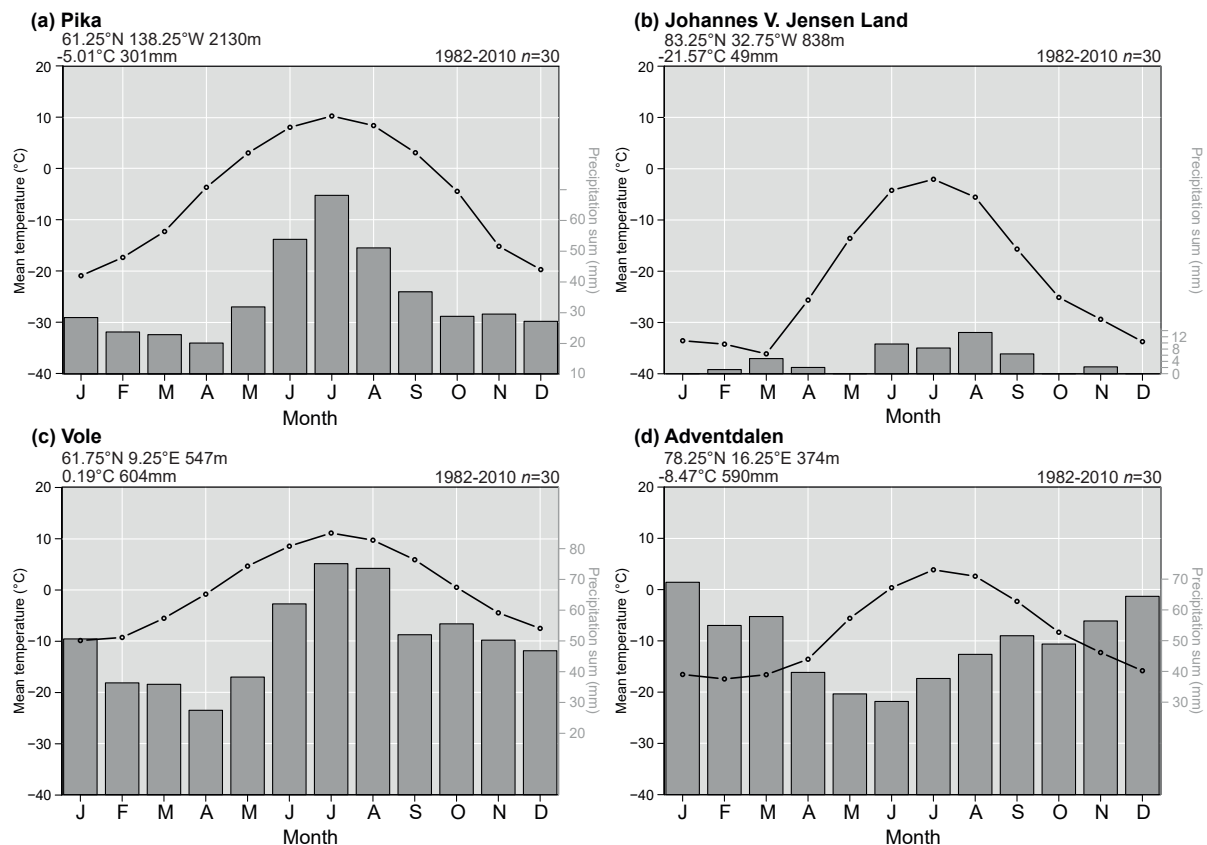 (a) Pika
61.25°N 138.25°W 2130m
-5.01°C 301mm
1982-2010 n=30
20
10
0
−10
−20
−30
−40
Mean temperature (°C)
60
50
40
30
20
10
Precipitation sum (mm)
J F M A M J J A S O N D
Month
(b) Johannes V. Jensen Land
83.25°N 32.75°W 838m
-21.57°C 49mm
1982-2010 n=30
20
10
0
−10
−20
−30
−40
Mean temperature (°C)
12
8
4
0
Precipitation sum (mm)
J F M A M J J A S O N D
Month
(c) Vole
61.75°N 9.25°E 547m
0.19°C 604mm
1982-2010 n=30
20
10
0
−10
−20
−30
−40
Mean temperature (°C)
80
70
60
50
40
30
20
Precipitation sum (mm)
J F M A M J J A S O N D
Month
(d) Adventdalen
78.25°N 16.25°E 374m
-8.47°C 590mm
1982-2010 n=30
20
10
0
−10
−20
−30
−40
Mean temperature (°C)
70
60
50
40
30
Precipitation sum (mm)
J F M A M J J A S O N D
Month